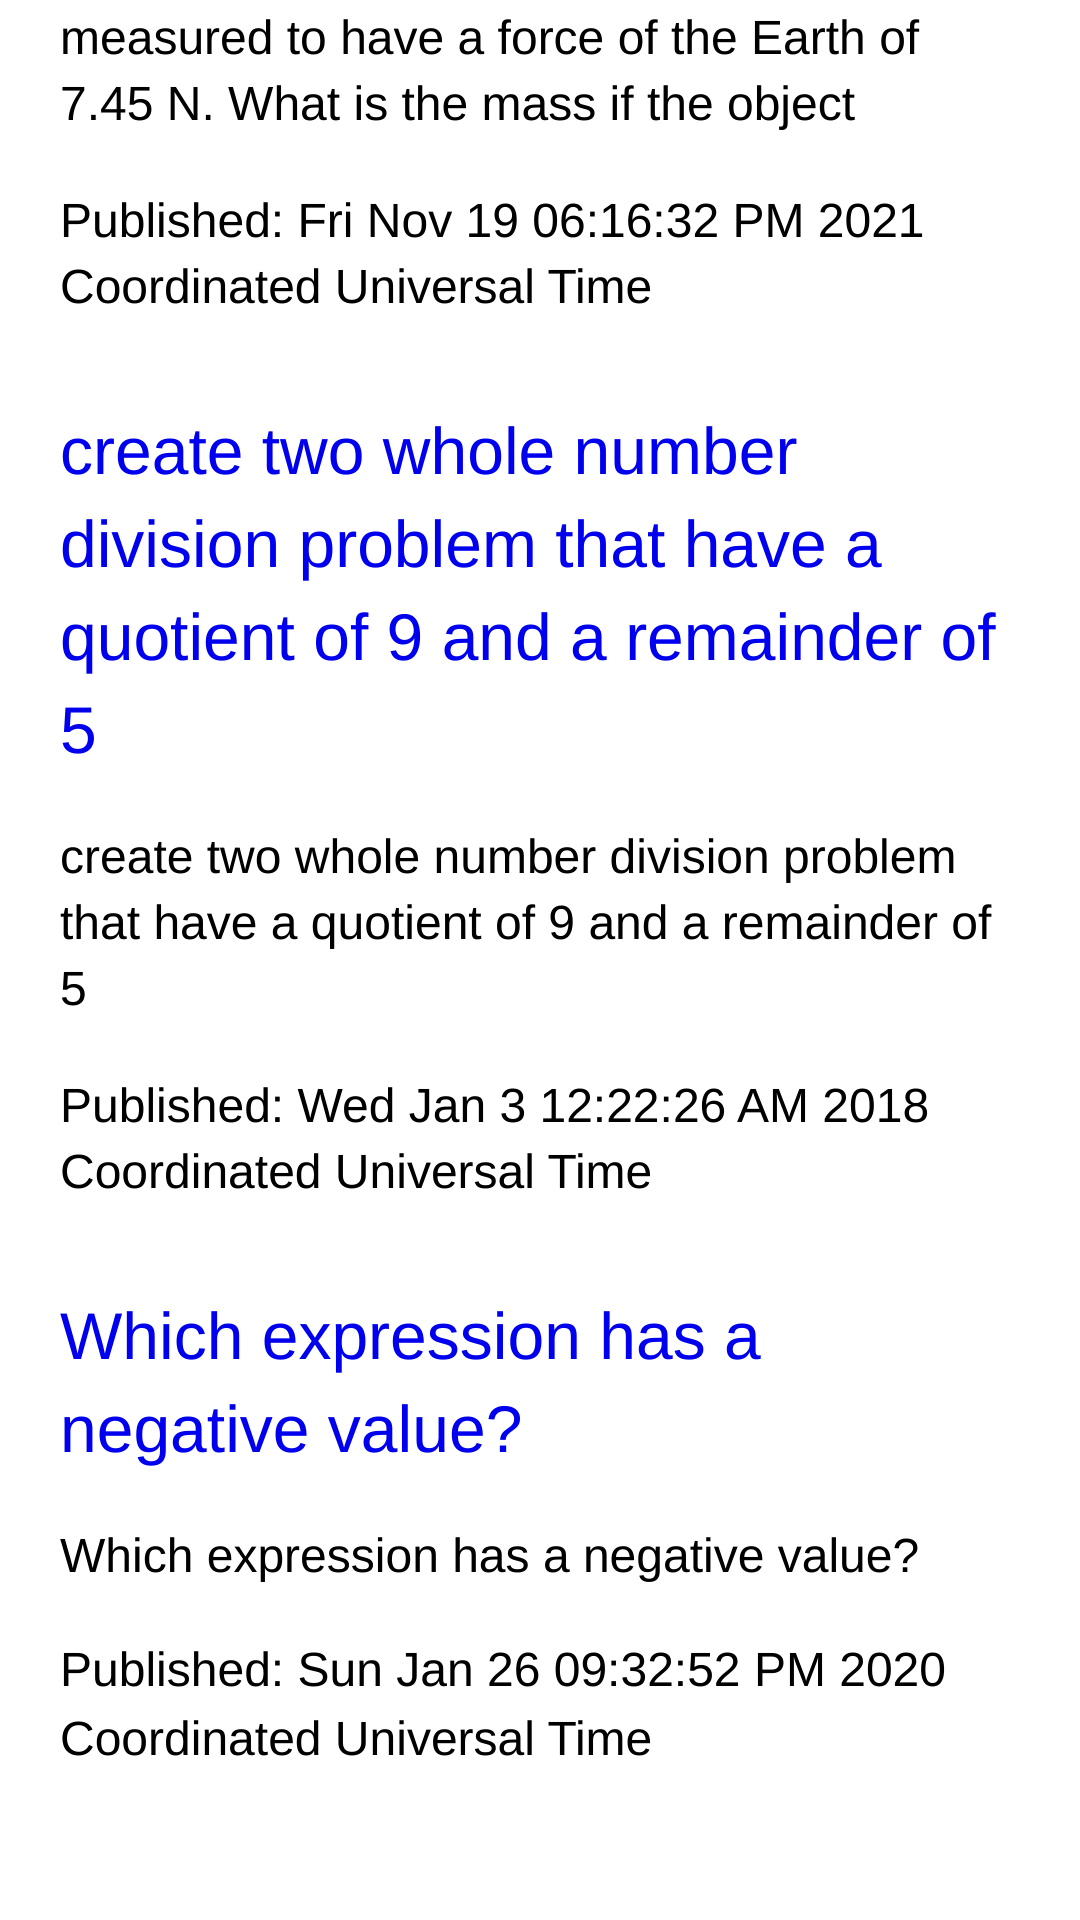 measured to have a force of the Earth of
7.45 N. What is the mass if the object
Published: Fri Nov 19 06:16:32 PM 2021
Coordinated Universal Time
create two whole number
division problem that have a
quotient of 9 and a remainder of
5
create two whole number division problem
that have a quotient of 9 and a remainder of
5
Published: Wed Jan 3 12:22:26 AM 2018
Coordinated Universal Time
Which expression has a
negative value?
Which expression has a negative value?
Published: Sun Jan 26 09:32:52 PM 2020
Coordinated Universal Time